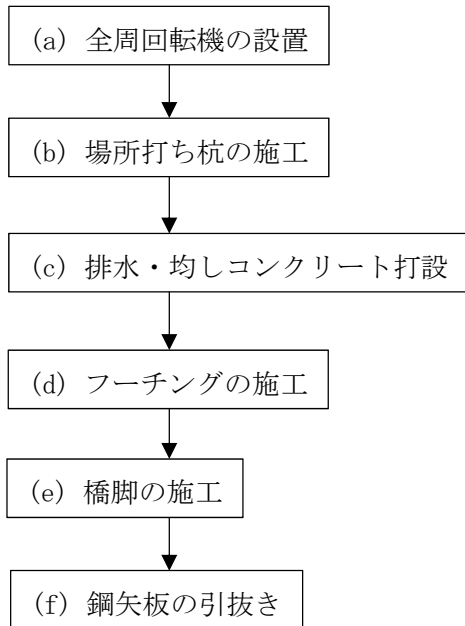 (a) 全周回転機の設置
(b) 場所打ち杭の施工
(c) 排水・均しコンクリート打設
(d) フーチングの施工
(e) 橋脚の施工
(f) 鋼矢板の引抜き